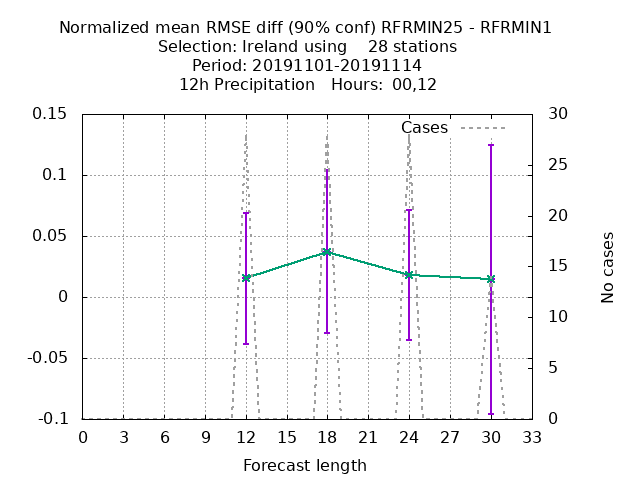 Normalized mean RMSE diff (90% conf) RFRMIN25 - RFRMIN1
Selection: Ireland using    28 stations
Period: 20191101-20191114
12h Precipitation   Hours:  00,12
Cases
0.15
0.1
0.05
0
-0.05
-0.1
30
25
20
15
10
5
0
No cases
0 3 6 9 12 15 18 21 24 27 30 33
Forecast length